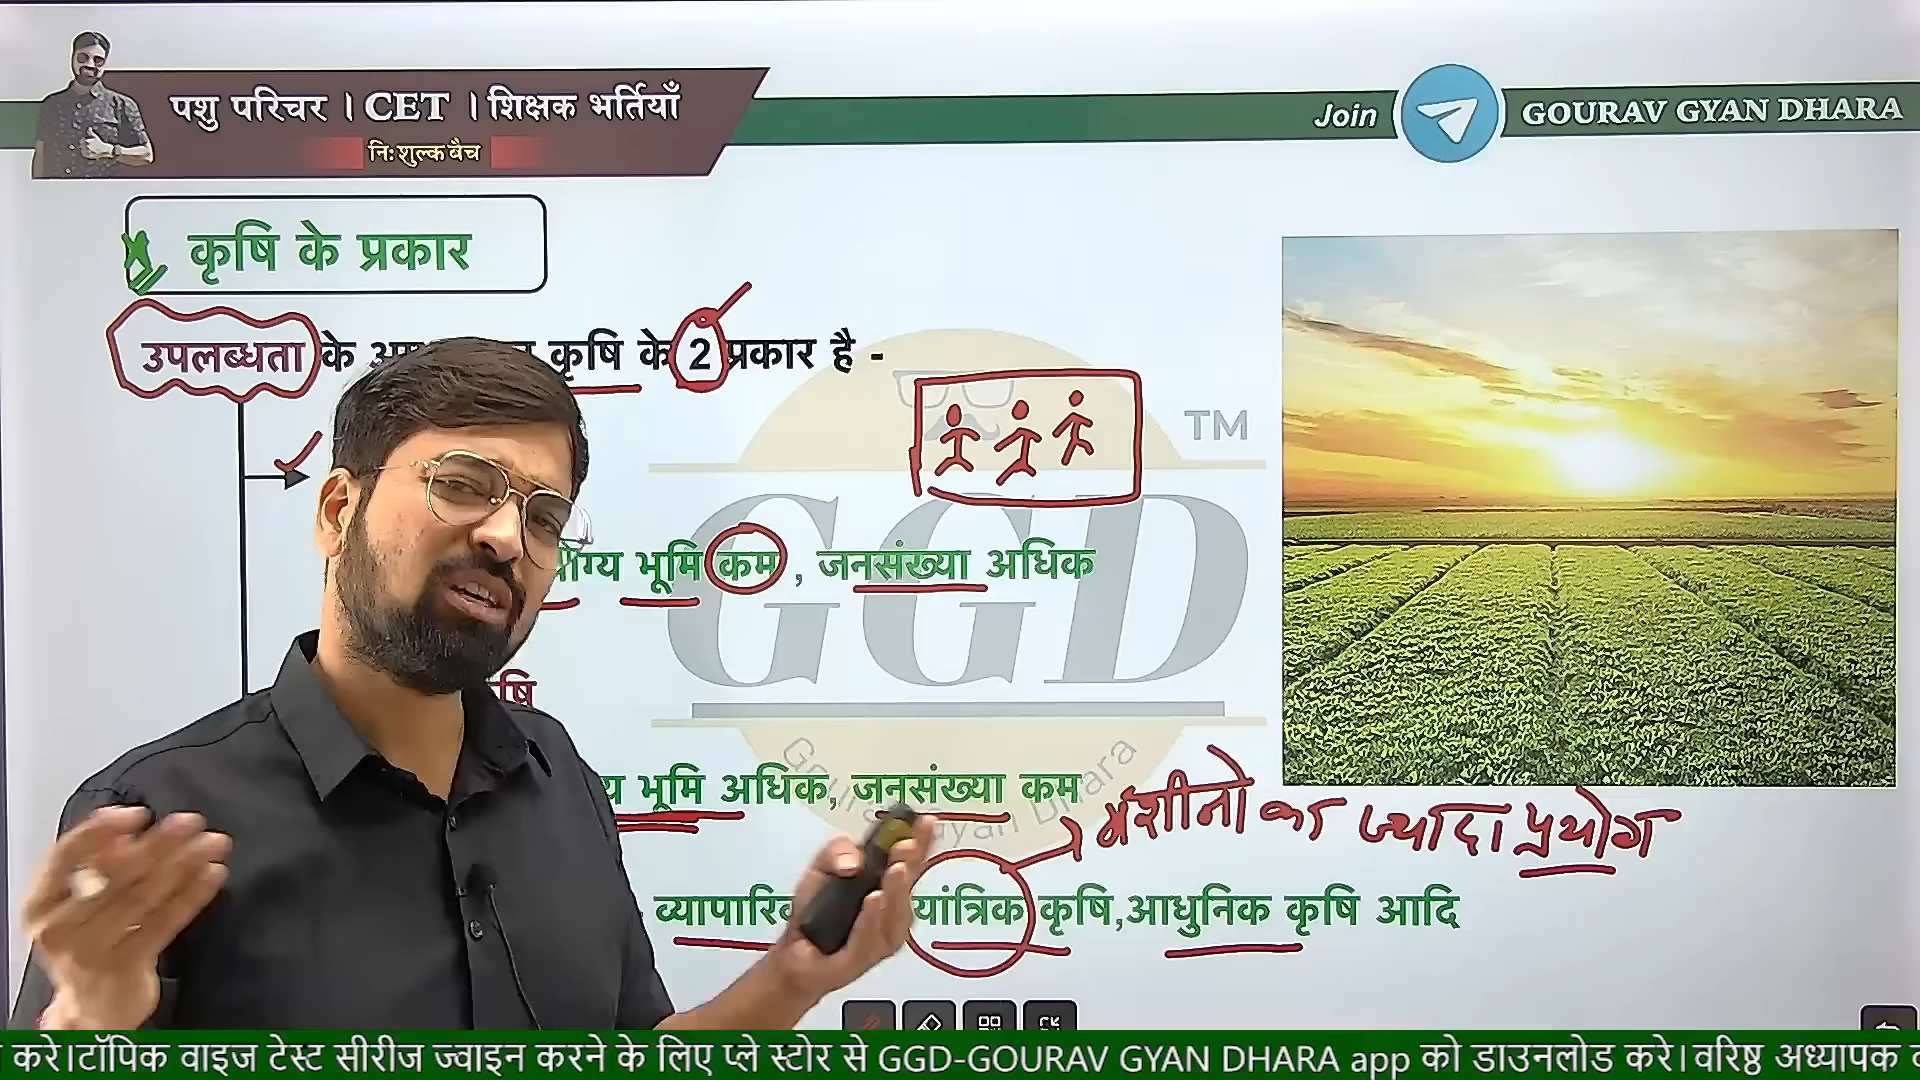 पशु परिचर । CET । शिक्षक भर्तियाँ
नि:शुल्क बैच
Join GOURAV GYAN DHARA
कृषि के प्रकार
उपलब्धता के कृषि के 2 प्रकार है -
TM
भूमि कम , जनसंख्या अधिक
GGD
भूमि अधिक, जनसंख्या कम
Dhara
मशीनो का ज्यादा प्रयोग
यांत्रिक कृषि,आधुनिक कृषि आदि
करे।टॉपिक वाइज टेस्ट सीरीज ज्वाइन करने के लिए प्ले स्टोर से GGD-GOURAV GYAN DHARA app को डाउनलोड करे।वरिष्ठ अध्यापक